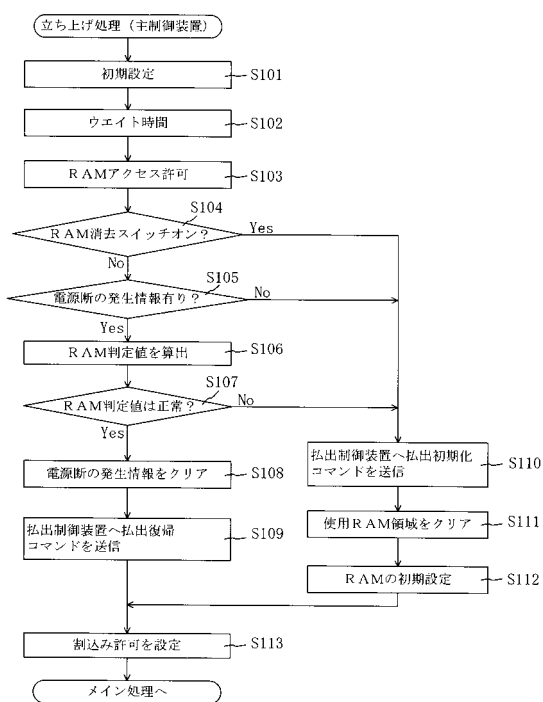 立ち上げ処理(主制御装置)
初期設定
S101
ウエイト時間
S102
RAMアクセス許可
S103
S104
RAM消去スイッチオン?
Yes
No
S105
電源断の発生情報有り?
No
Yes
RAM判定値を算出
S106
S107
RAM判定値は正常?
No
Yes
電源断の発生情報をクリア
S108
払出制御装置へ払出復帰
コマンドを送信
S109
払出制御装置へ払出初期化
コマンドを送信
S110
使用RAM領域をクリア
S111
RAMの初期設定
S112
割込み許可を設定
S113
メイン処理へ